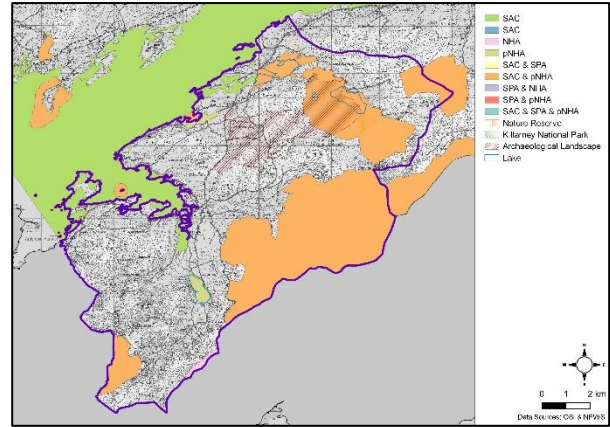 SAC
SAC
NHA
pNHA
SAC & SPA
SAC & pNHA
SPA & NHA
SPA & pNHA
SAC & SPA & pNHA
Nature Reserve
Killarney National Park
Archaeological Landscape
Lake
N
W
E
S
0 1 2 km
Data Sources: OSi & NPWS